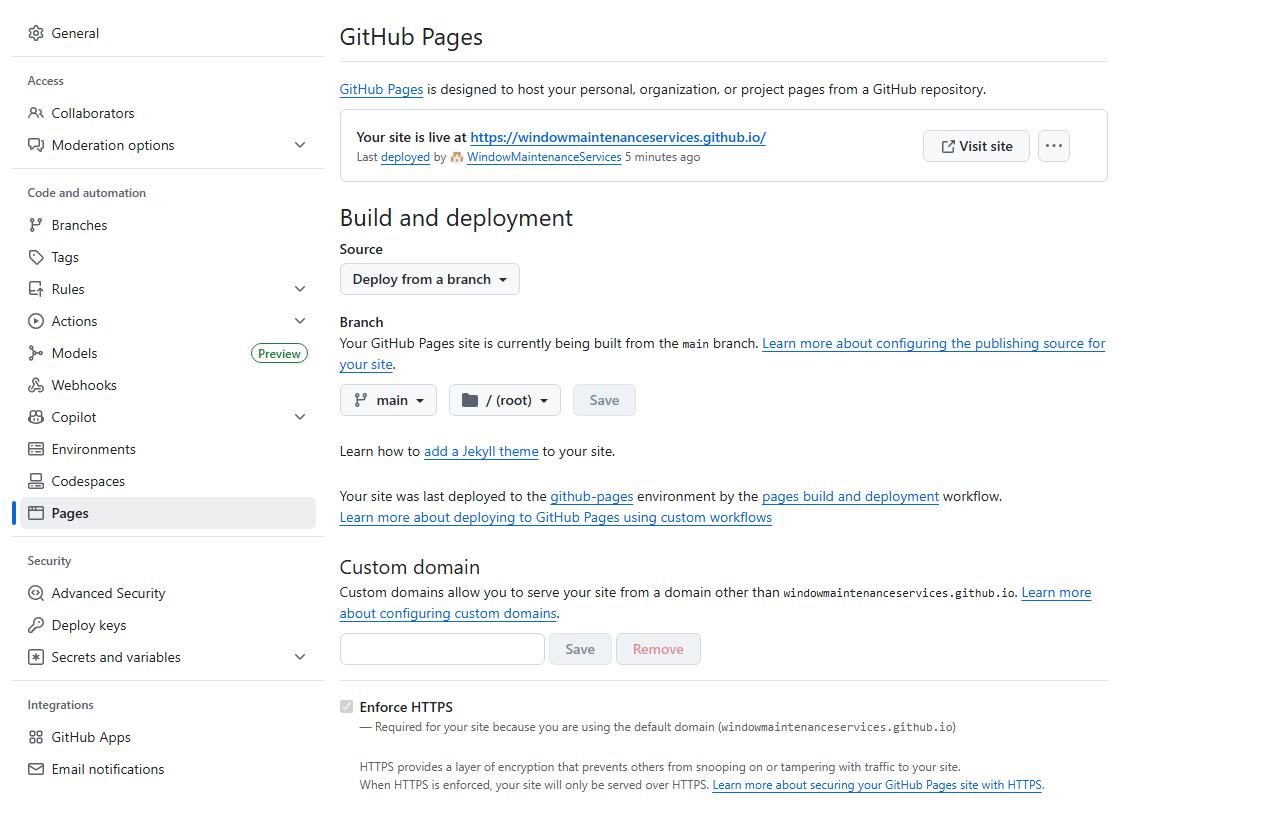 General
Access
Collaborators
Moderation options
Code and automation
Branches
Tags
Rules
Actions
Models Preview
Webhooks
Copilot
Environments
Codespaces
Pages
Security
Advanced Security
Deploy keys
Secrets and variables
Integrations
GitHub Apps
Email notifications
GitHub Pages
GitHub Pages is designed to host your personal, organization, or project pages from a GitHub repository.
Your site is live at https://windowmaintenanceservices.github.io/
Last deployed by WindowMaintenanceServices 5 minutes ago
Visit site
Build and deployment
Source
Deploy from a branch
Branch
Your GitHub Pages site is currently being built from the main branch. Learn more about configuring the publishing source for
your site.
main / (root) Save
Learn how to add a Jekyll theme to your site.
Your site was last deployed to the github-pages environment by the pages build and deployment workflow.
Learn more about deploying to GitHub Pages using custom workflows
Custom domain
Custom domains allow you to serve your site from a domain other than windowmaintenanceservices.github.io. Learn more
about configuring custom domains.
Save Remove
Enforce HTTPS
— Required for your site because you are using the default domain (windowmaintenanceservices.github.io)
HTTPS provides a layer of encryption that prevents others from snooping on or tampering with traffic to your site.
When HTTPS is enforced, your site will only be served over HTTPS. Learn more about securing your GitHub Pages site with HTTPS.